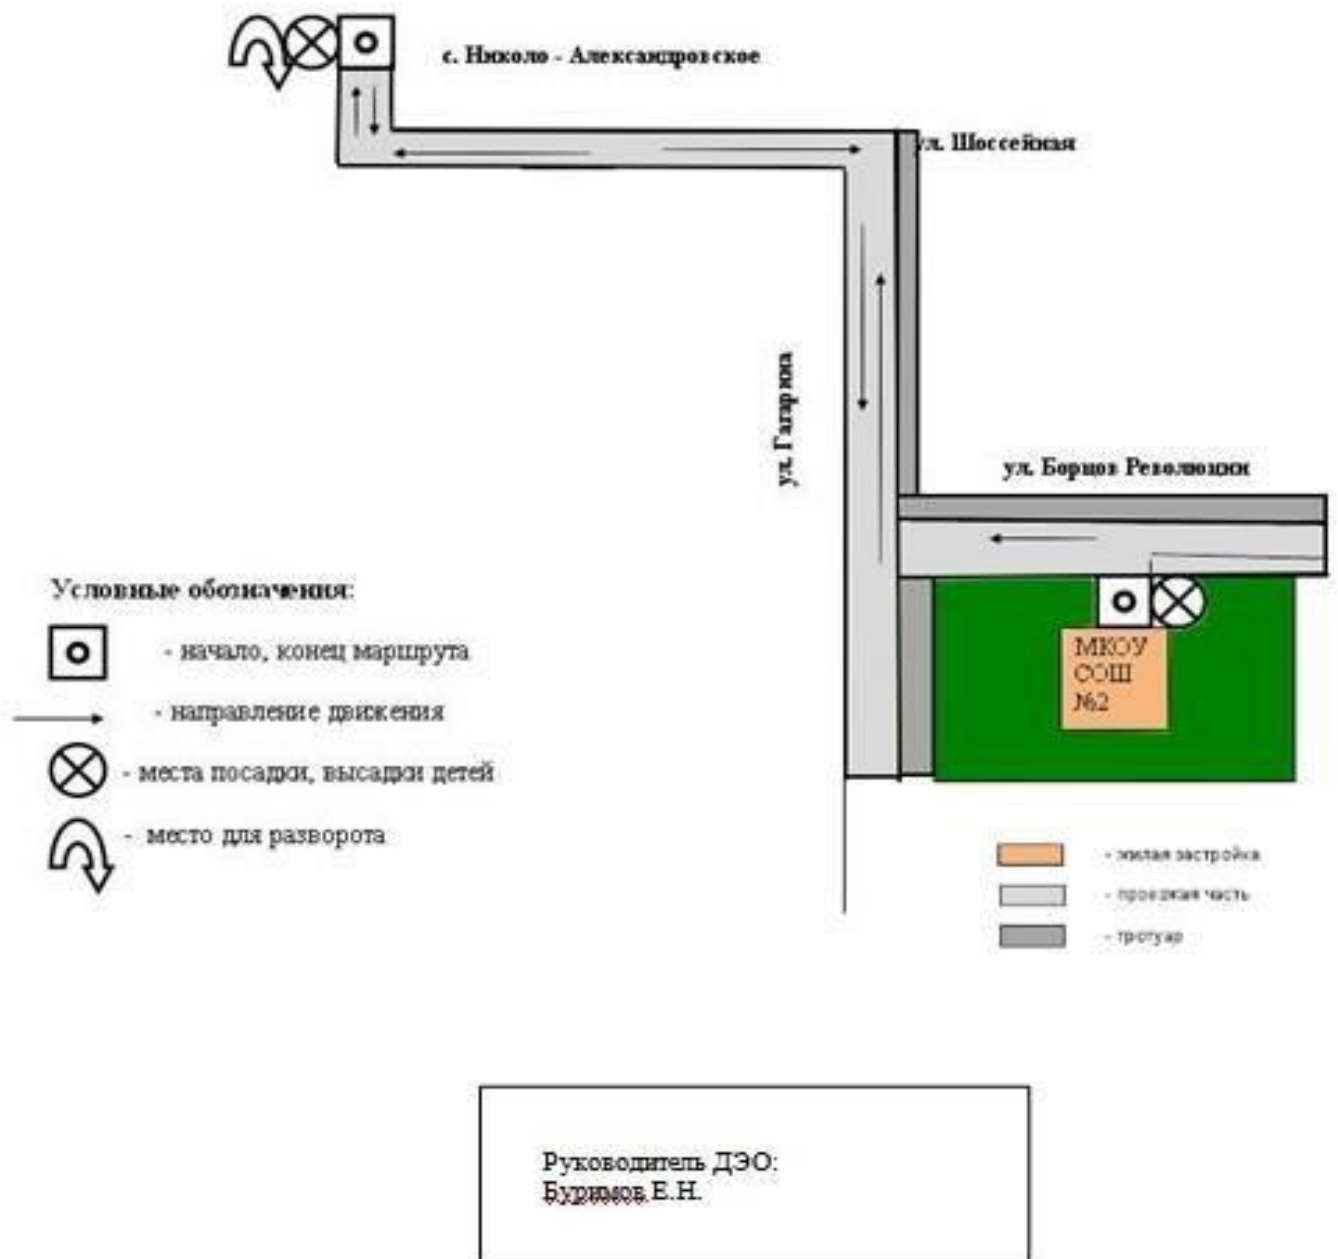 с. Николо - Александровское
ул. Шоссейная
ул. Гагарина
ул. Борцов Революции
МКОУ
СОШ
№2
Условные обозначения:
- начало, конец маршрута
- направление движения
- места посадки, высадки детей
- место для разворота
- жилая застройка
- проезжая часть
- тротуар
Руководитель ДЭО:
Буримов Е.Н.